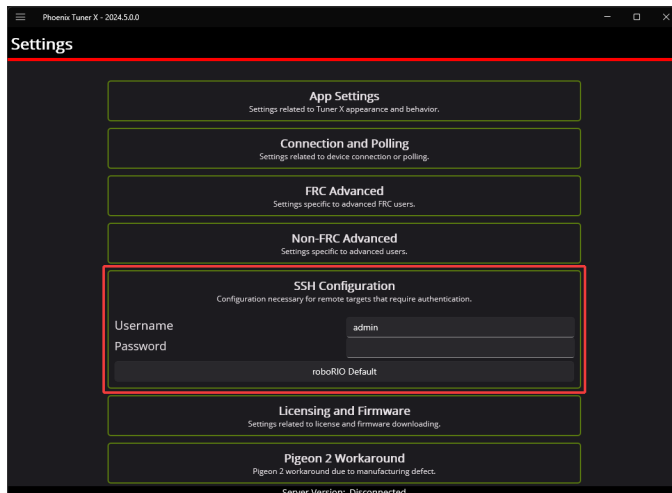 Phoenix Tuner X - 2024.5.0.0
Settings
App Settings
Settings related to Tuner X appearance and behavior.
Connection and Polling
Settings related to device connection or polling.
FRC Advanced
Settings specific to advanced FRC users.
Non-FRC Advanced
Settings specific to advanced users.
SSH Configuration
Configuration necessary for remote targets that require authentication.
Username admin
Password
roboRIO Default
Licensing and Firmware
Settings related to license and firmware downloading.
Pigeon 2 Workaround
Pigeon 2 workaround due to manufacturing defect.
Server Version: Disconnected